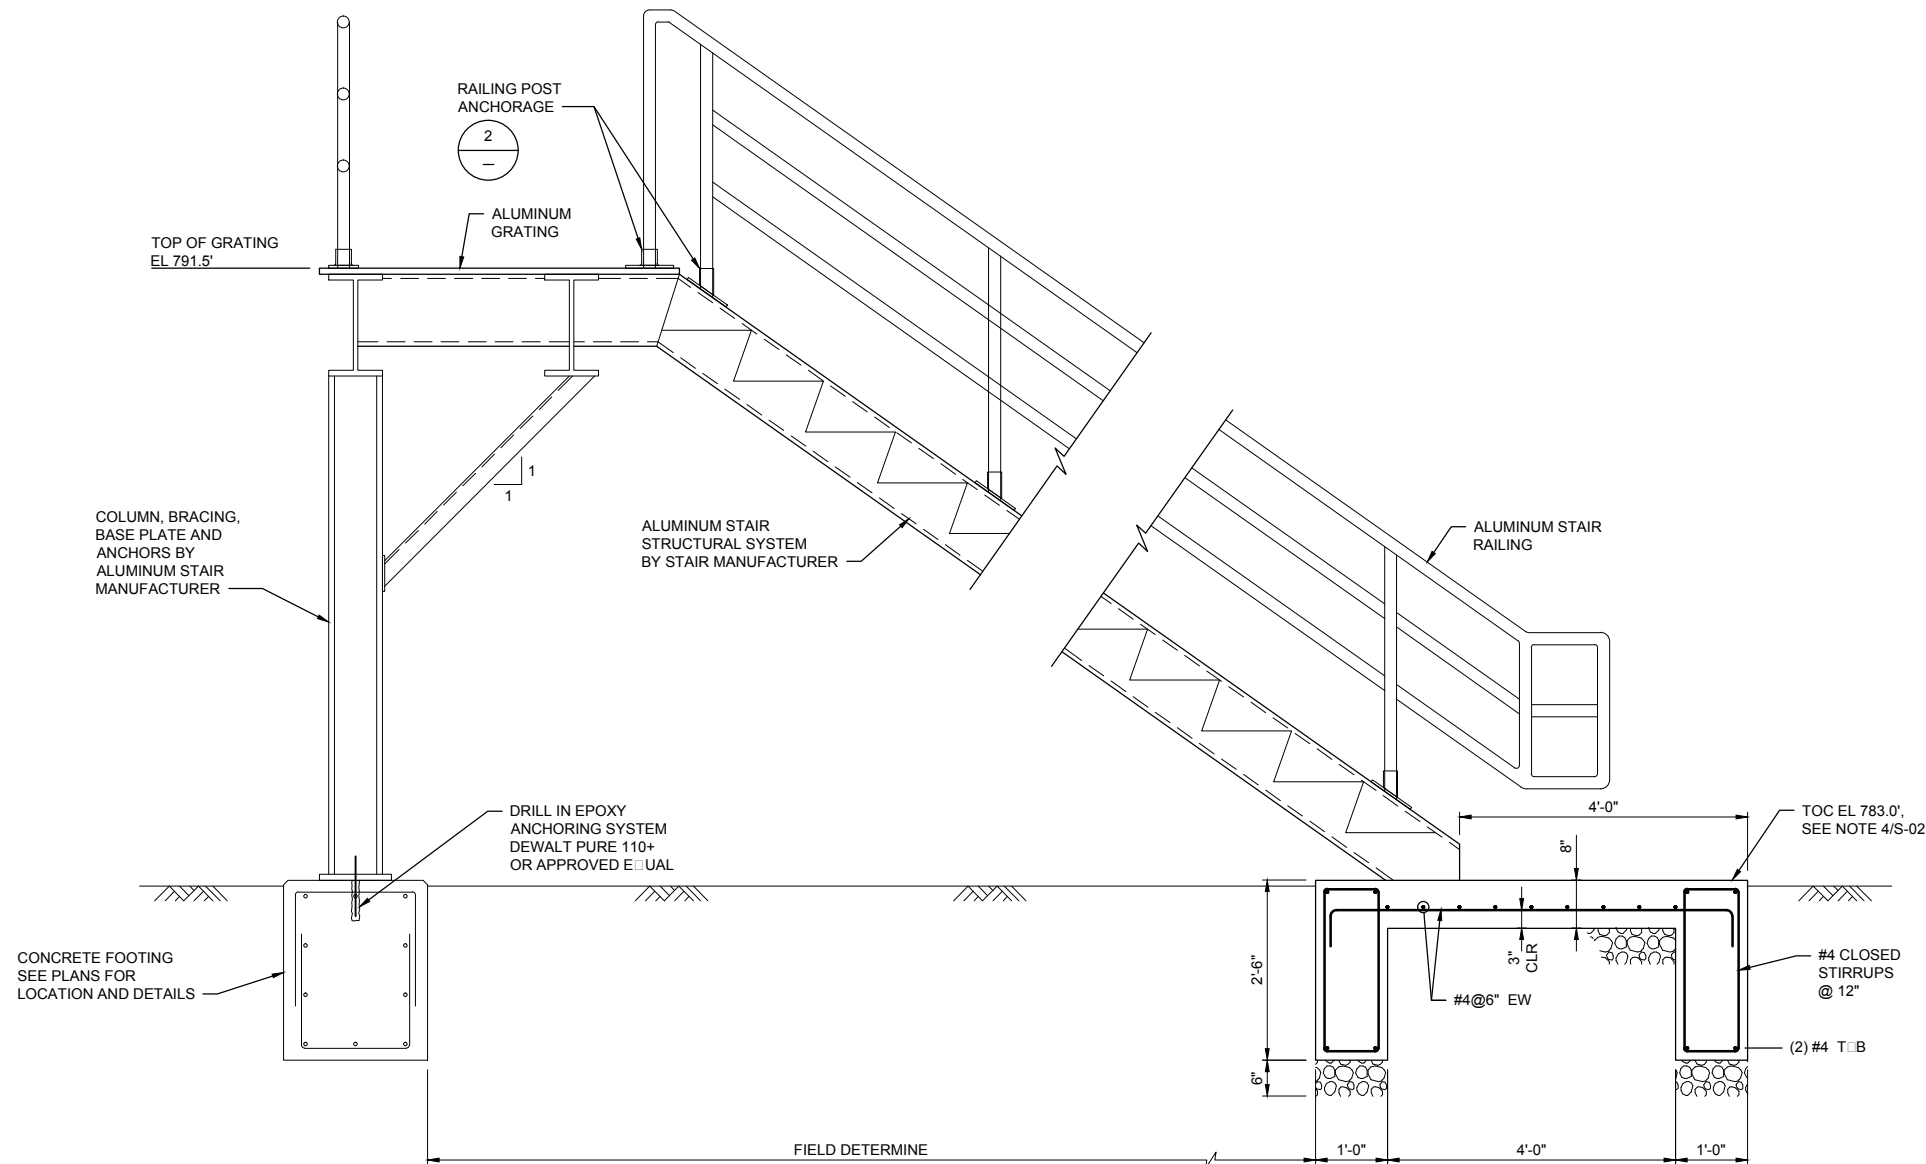 RAILING POST
ANCHORAGE
2
–
ALUMINUM
GRATING
TOP OF GRATING
EL 791.5'
1
1
COLUMN, BRACING,
BASE PLATE AND
ANCHORS BY
ALUMINUM STAIR
MANUFACTURER
ALUMINUM STAIR
STRUCTURAL SYSTEM
BY STAIR MANUFACTURER
ALUMINUM STAIR
RAILING
DRILL IN EPOXY
ANCHORING SYSTEM
DEWALT PURE 110+
OR APPROVED E□UAL
4'-0"
TOC EL 783.0',
SEE NOTE 4/S-02
8"
CONCRETE FOOTING
SEE PLANS FOR
LOCATION AND DETAILS
2'-6"
3"
CLR
#4@6" EW
#4 CLOSED
STIRRUPS
@ 12"
(2) #4 T□B
6"
FIELD DETERMINE
1'-0"
4'-0"
1'-0"